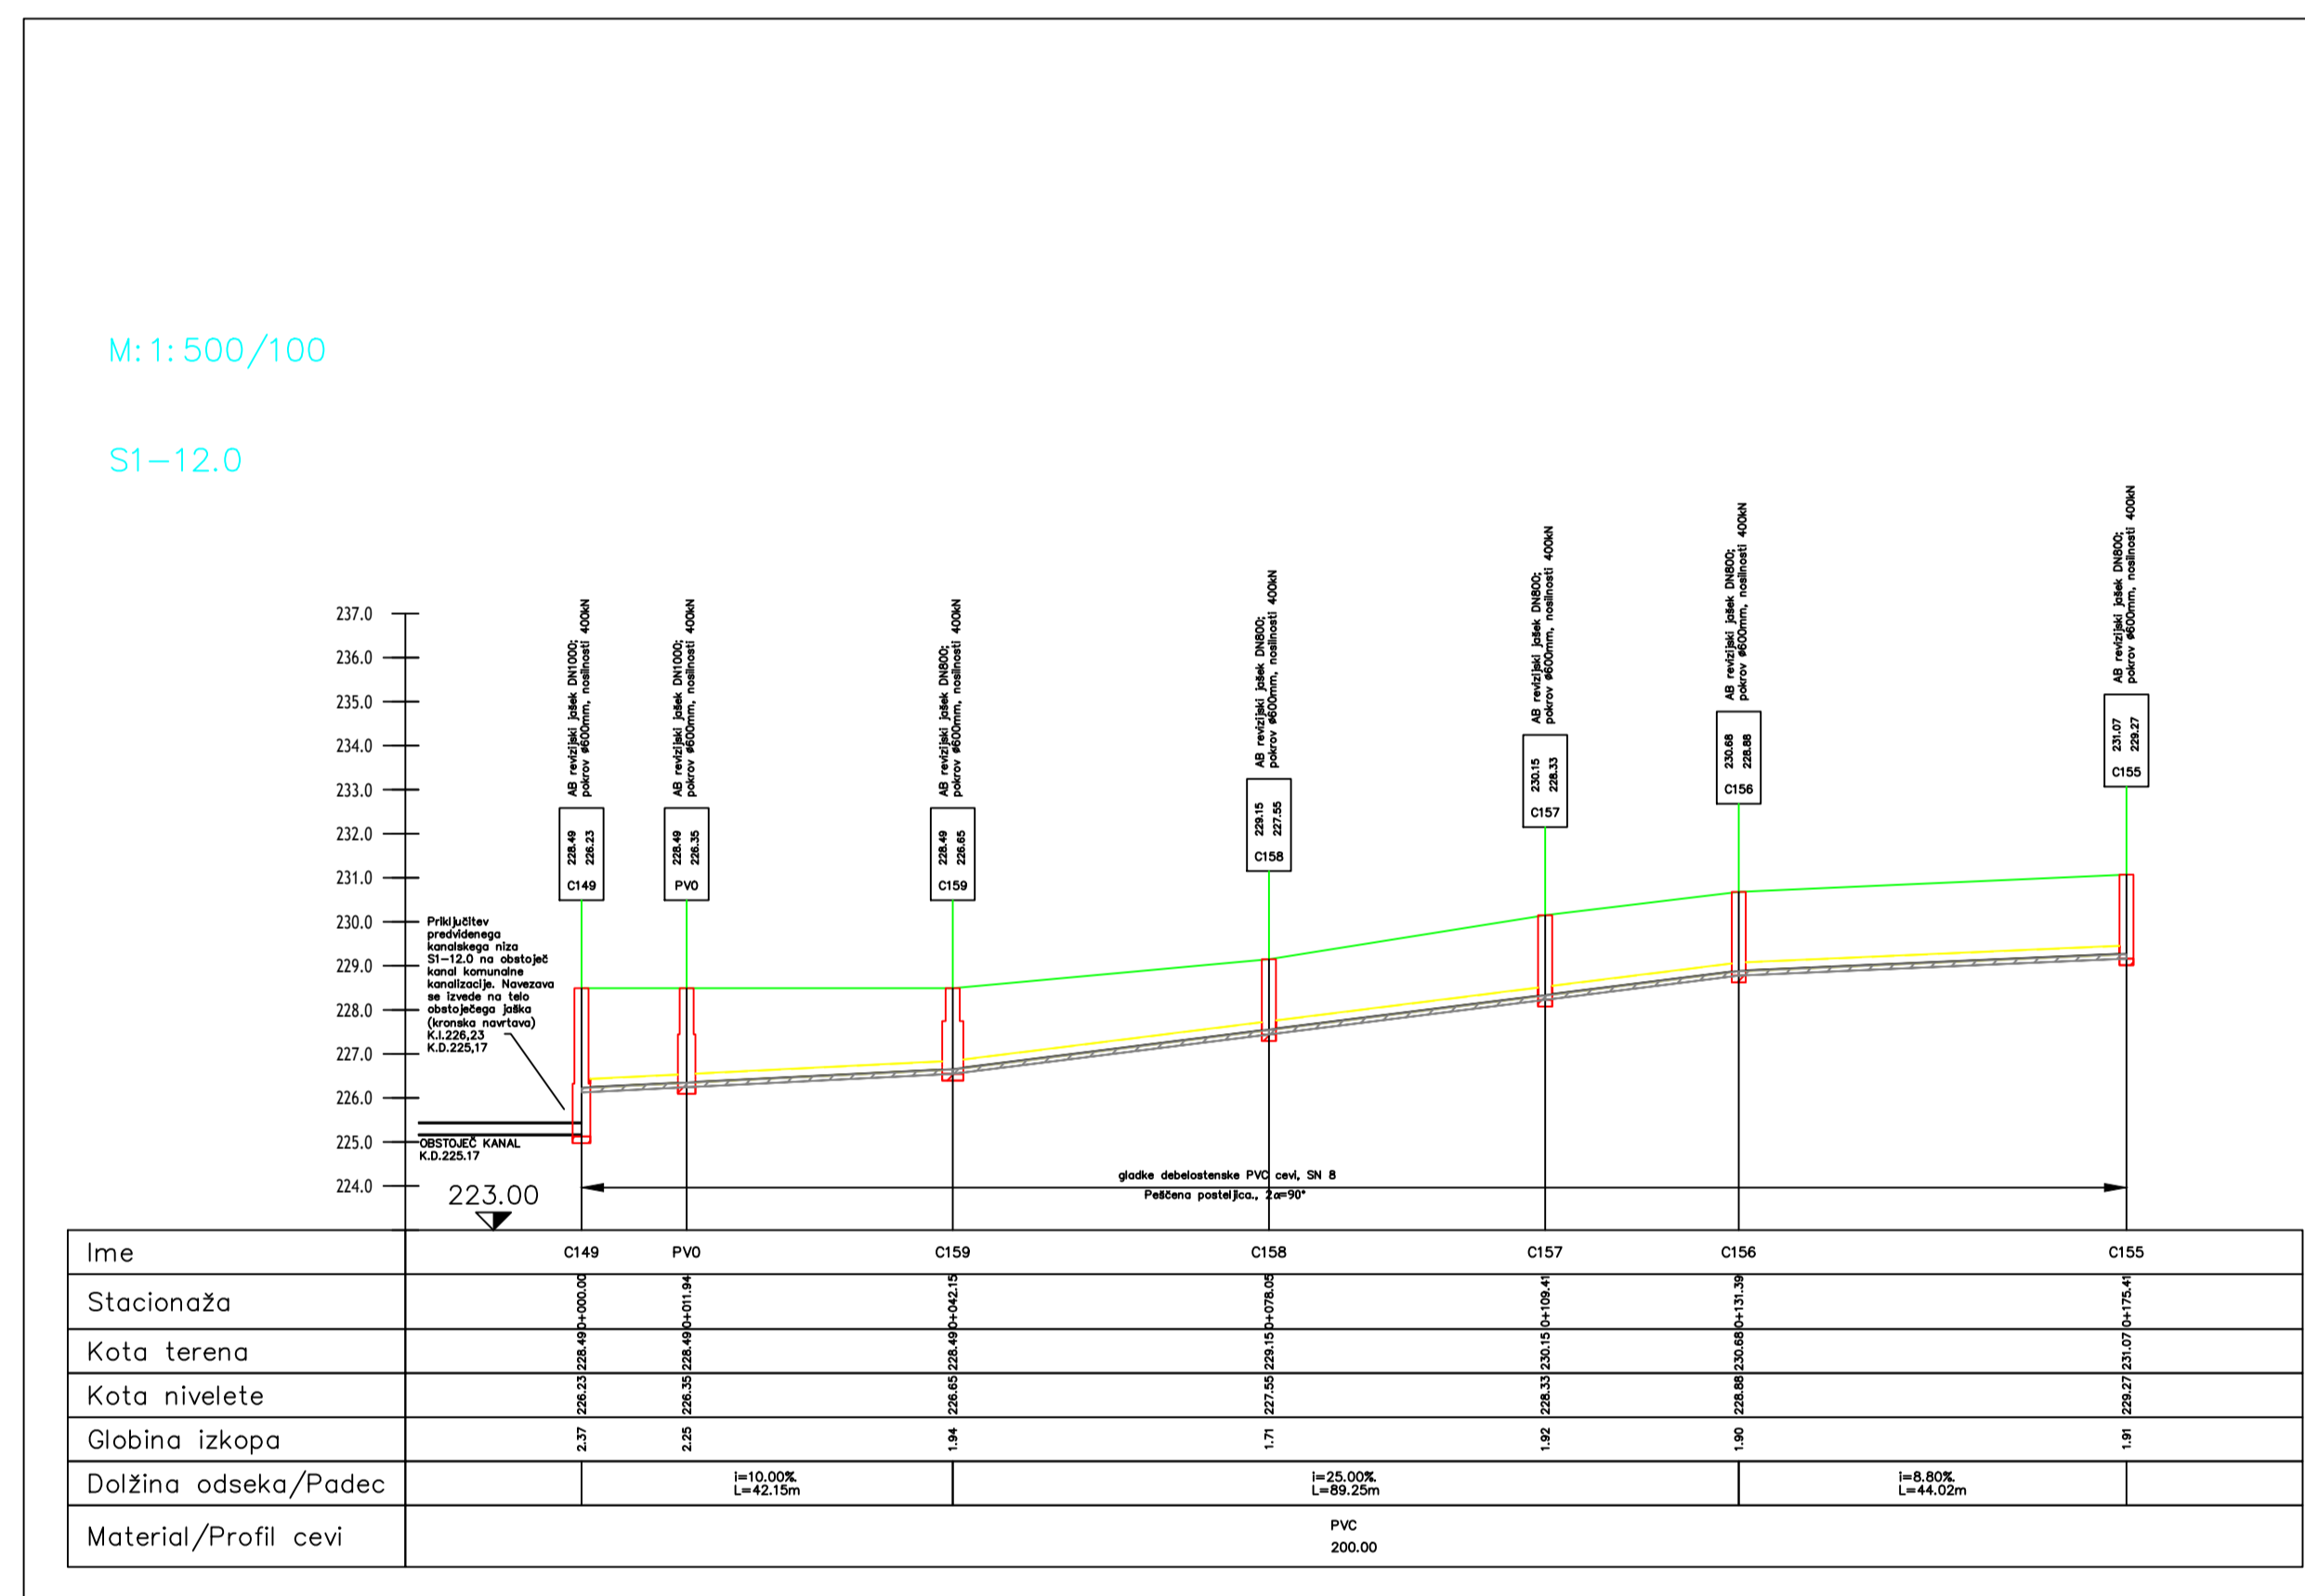 M:1:500/100
S1-12.0
AB revizijski jašek DN1000;
pokrov ø600mm, nosilnosti 400kN
AB revizijski jašek DN1000;
pokrov ø600mm, nosilnosti 400kN
AB revizijski jašek DN800;
pokrov ø600mm, nosilnosti 400kN
AB revizijski jašek DN800;
pokrov ø600mm, nosilnosti 400kN
AB revizijski jašek DN800;
pokrov ø600mm, nosilnosti 400kN
AB revizijski jašek DN800;
pokrov ø600mm, nosilnosti 400kN
AB revizijski jašek DN800;
pokrov ø600mm, nosilnosti 400kN
228.49
226.23
C149
228.49
226.35
PV0
228.49
226.65
C159
229.15
227.55
C158
230.15
228.33
C157
230.68
228.88
C156
231.07
229.27
C155
237.0
236.0
235.0
234.0
233.0
232.0
231.0
230.0
229.0
228.0
227.0
226.0
225.0
224.0
223.00
Priključitev
predvidenega
kanalskega niza
S1-12.0 na obstoječ
kanal komunalne
kanalizacije. Navezava
se izvede na telo
obstoječega jaška
(kronska navrtava)
K.I.226,23
K.D.225,17
OBSTOJEČ KANAL
K.D.225.17
gladke debelostenske PVC cevi, SN 8
Peščena posteljica., 2α=90°
Ime C149 PV0 C159 C158 C157 C156 C155
Stacionaža 0+000.00 0+011.94 0+042.15 0+078.05 0+109.41 0+131.39 0+175.41
Kota terena 228.49 228.49 228.49 229.15 230.15 230.68 231.07
Kota nivelete 226.23 226.35 226.65 227.55 228.33 228.88 229.27
Globina izkopa 2.37 2.25 1.94 1.71 1.92 1.90 1.91
Dolžina odseka/Padec
i=10.00‰
L=42.15m
i=25.00‰
L=89.25m
i=8.80‰
L=44.02m
Material/Profil cevi
PVC
200.00